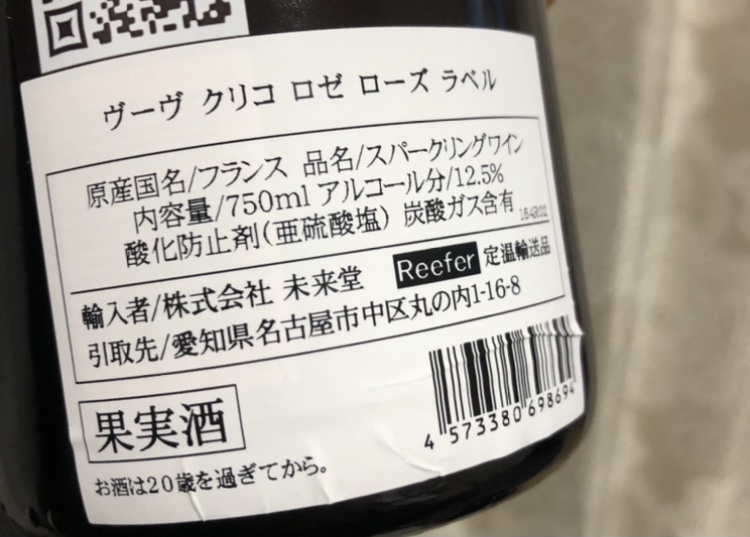 ヴーヴ クリコ ロゼ ローズ ラベル
原産国名/フランス 品名/スパークリングワイン
内容量/750ml アルコール分/12.5%
酸化防止剤(亜硫酸塩) 炭酸ガス含有
輸入者/株式会社 未来堂 Reefer 定温輸送品
引取先/愛知県名古屋市中区丸の内1-16-8
果実酒
お酒は20歳を過ぎてから。
4 573380 698694